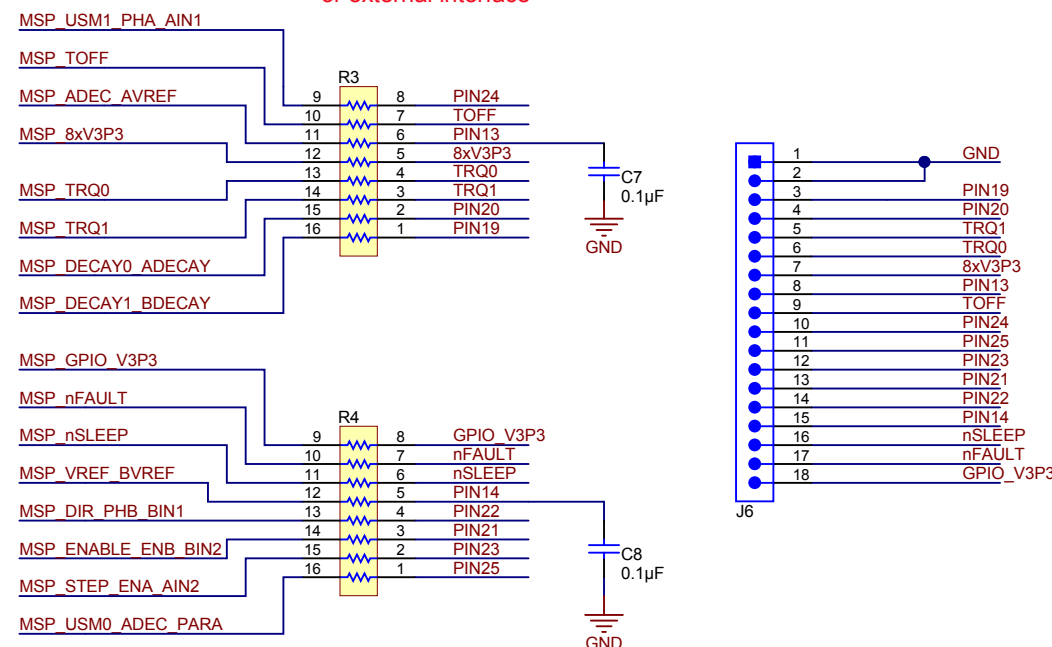 MSP_USM1_PHA_AIN1
MSP_TOFF
MSP_ADEC_AVREF
MSP_8xV3P3
MSP_TRQ0
MSP_TRQ1
MSP_DECAY0_ADECAY
MSP_DECAY1_BDECAY
R3
9 8 PIN24
10 7 TOFF
11 6 PIN13
12 5 8xV3P3
13 4 TRQ0
14 3 TRQ1
15 2 PIN20
16 1 PIN19
C7
0.1µF
GND
MSP_GPIO_V3P3
MSP_nFAULT
MSP_nSLEEP
MSP_VREF_BVREF
MSP_DIR_PHB_BIN1
MSP_ENABLE_ENB_BIN2
MSP_STEP_ENA_AIN2
MSP_USM0_ADEC_PARA
R4
9 8 GPIO_V3P3
10 7 nFAULT
11 6 nSLEEP
12 5 PIN14
13 4 PIN22
14 3 PIN21
15 2 PIN23
16 1 PIN25
C8
0.1µF
GND
1 GND
2
3 PIN19
4 PIN20
5 TRQ1
6 TRQ0
7 8xV3P3
8 PIN13
9 TOFF
10 PIN24
11 PIN25
12 PIN23
13 PIN21
14 PIN22
15 PIN14
16 nSLEEP
17 nFAULT
18 GPIO_V3P3
J6